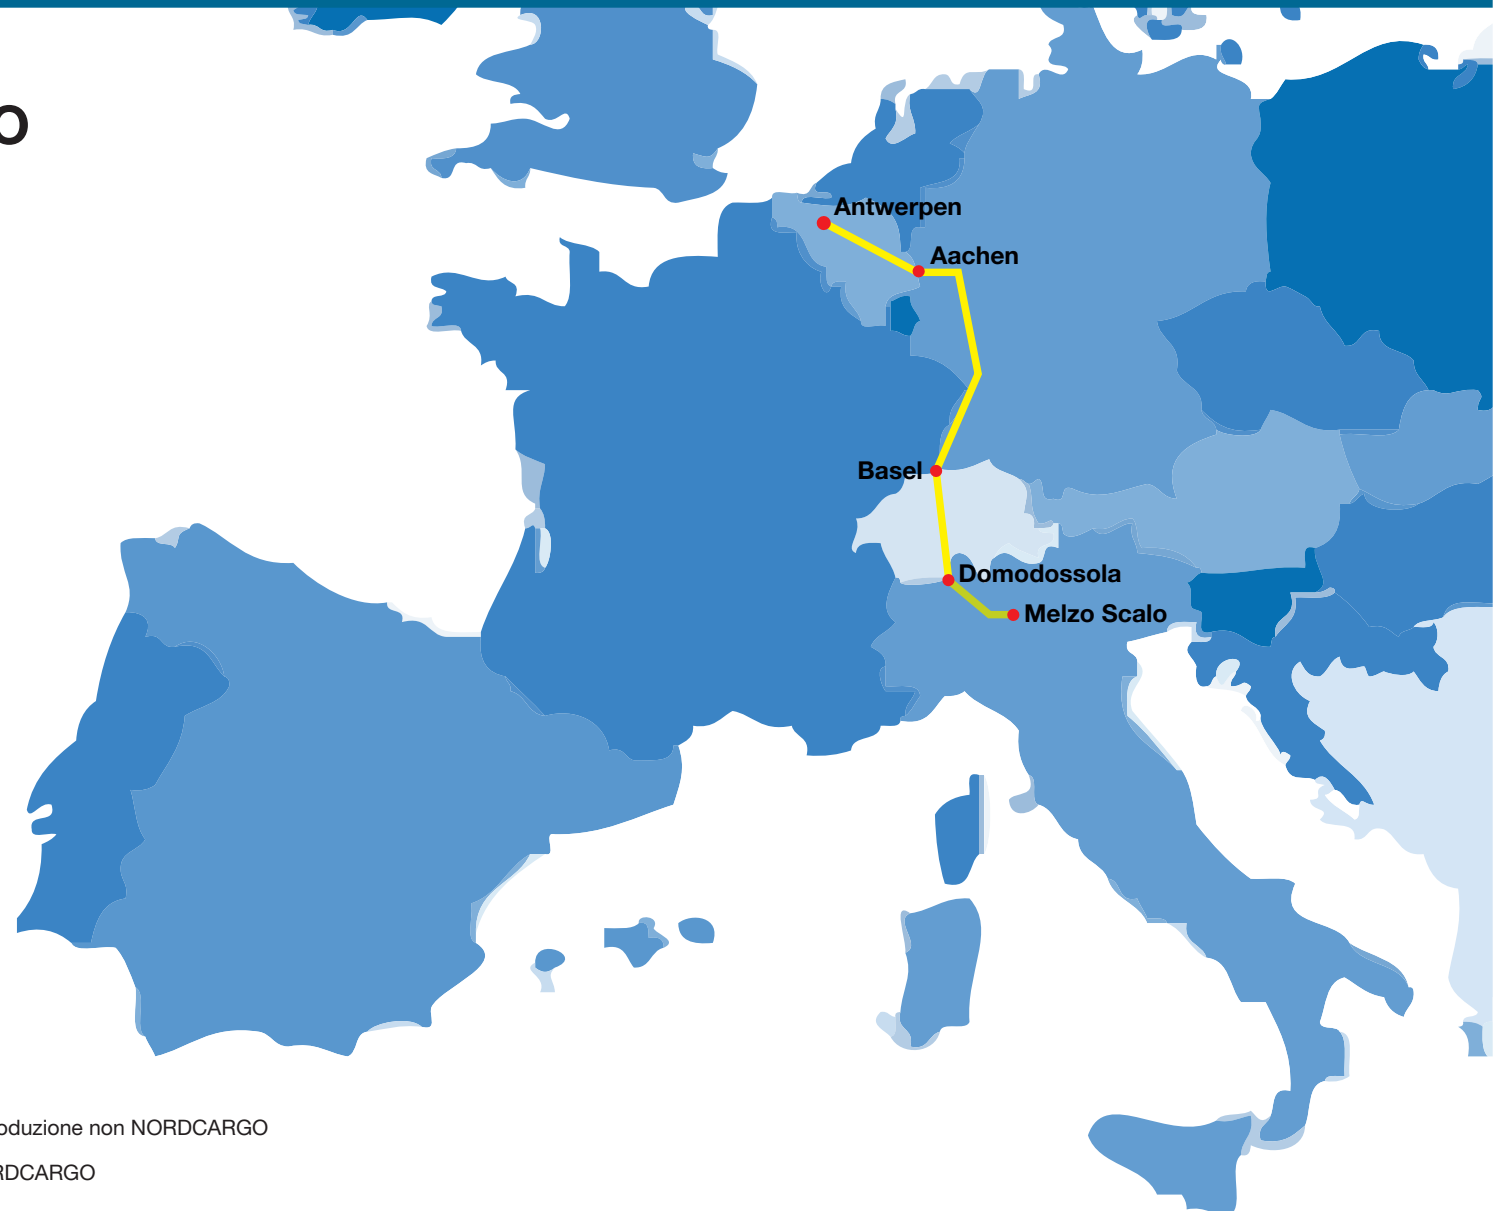 o
Antwerpen
Aachen
Basel
Domodossola
Melzo Scalo
oduzione non NORDCARGO
RDCARGO